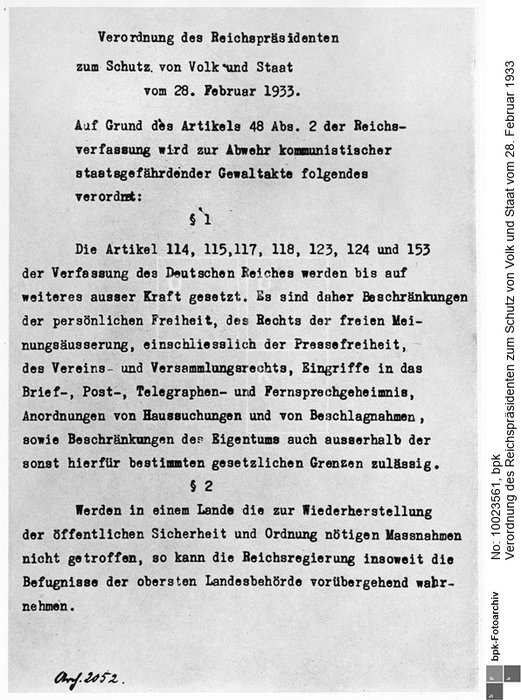 Verordnung des Reichspräsidenten
zum Schutz von Volk und Staat
vom 28. Februar 1933.
Auf Grund des Artikels 48 Abs. 2 der Reichs-
verfassung wird zur Abwehr kommunistischer
staatsgefährdender Gewaltakte folgendes
verordnet:
§ 1
Die Artikel 114, 115,117, 118, 123, 124 und 153
der Verfassung des Deutschen Reiches werden bis auf
weiteres ausser Kraft gesetzt. Es sind daher Beschränkungen
der persönlichen Freiheit, des Rechts der freien Mei-
nungsäusserung, einschliesslich der Pressefreiheit,
des Vereins- und Versammlungsrechts, Eingriffe in das
Brief-, Post-, Telegraphen- und Fernsprechgeheimnis,
Anordnungen von Haussuchungen und von Beschlagnahmen,
sowie Beschränkungen des Eigentums auch ausserhalb der
sonst hierfür bestimmten gesetzlichen Grenzen zulässig.
§ 2
Werden in einem Lande die zur Wiederherstellung
der öffentlichen Sicherheit und Ordnung nötigen Massnahmen
nicht getroffen, so kann die Reichsregierung insoweit die
Befugnisse der obersten Landesbehörde vorübergehend wahr-
nehmen.
2052.
No: 10023561, bpk
Verordnung des Reichspräsidenten zum Schutz von Volk und Staat vom 28. Februar 1933
bpk-Fotoarchiv
b p k